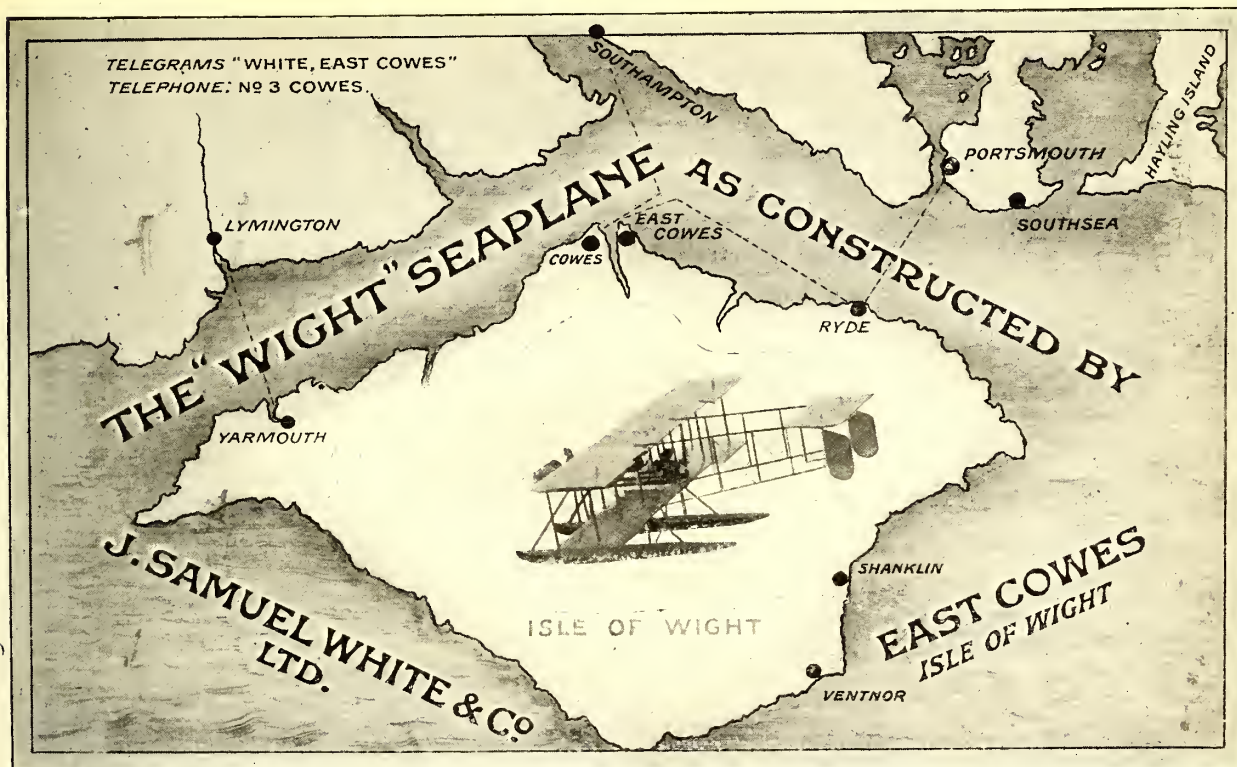 TELEGRAMS "WHITE, EAST COWES"
TELEPHONE: Nº 3 COWES.
SOUTHAMPTON
HAYLING ISLAND
PORTSMOUTH
SOUTHSEA
LYMINGTON
EAST
COWES
COWES
RYDE
YARMOUTH
THE "WIGHT" SEAPLANE AS CONSTRUCTED BY
J. SAMUEL WHITE & Cº
LTD.
ISLE OF WIGHT
SHANKLIN
VENTNOR
EAST COWES
ISLE OF WIGHT